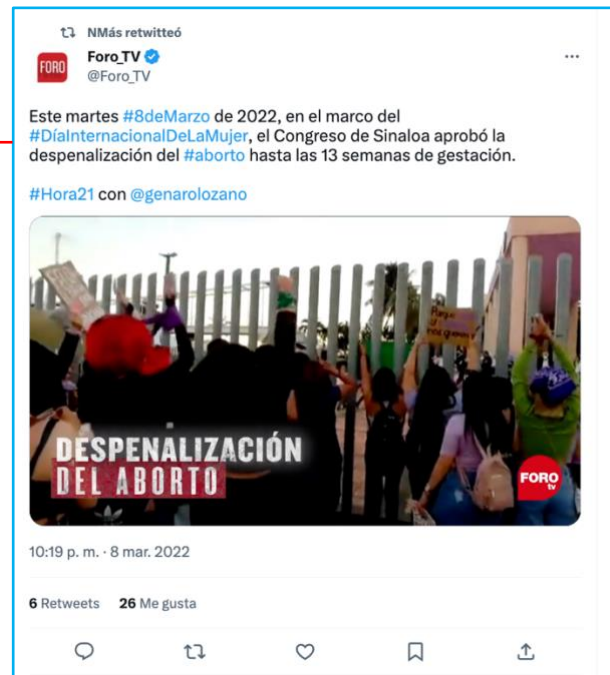 NMás retwitteó
FORO
Foro_TV
@Foro_TV
Este martes #8deMarzo de 2022, en el marco del
#DíaInternacionalDeLaMujer, el Congreso de Sinaloa aprobó la
despenalización del #aborto hasta las 13 semanas de gestación.
#Hora21 con @genarolozano
DESPENALIZACIÓN
DEL ABORTO
FORO
tv
10:19 p. m. · 8 mar. 2022
6 Retweets 26 Me gusta